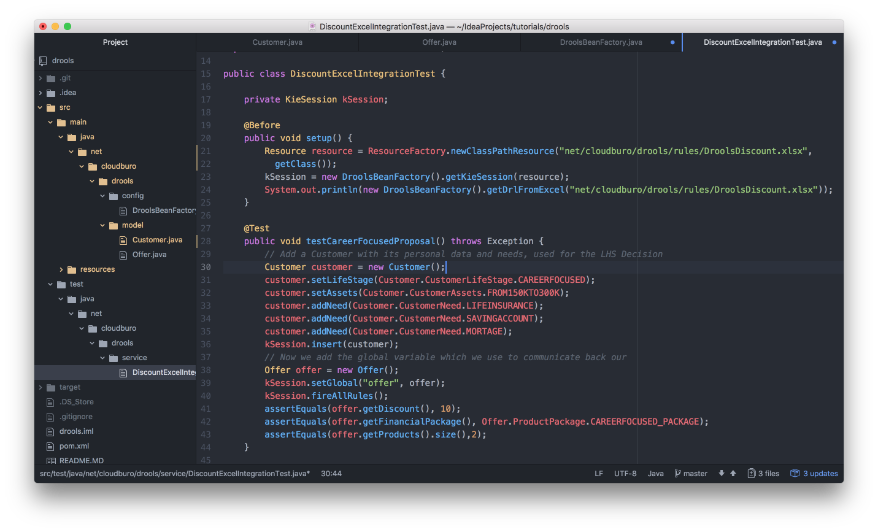 DiscountExcelIntegrationTest.java — ~/IdeaProjects/tutorials/drools
Project
Customer.java
Offer.java
DroolsBeanFactory.java
DiscountExcelIntegrationTest.java
drools
.git
.idea
src
main
java
net
cloudburo
drools
config
DroolsBeanFactory
model
Customer.java
Offer.java
resources
test
java
net
cloudburo
drools
service
DiscountExcelInte
target
.DS_Store
.gitignore
drools.iml
pom.xml
README.MD
14
15 public class DiscountExcelIntegrationTest {
16
17 private KieSession kSession;
18
19 @Before
20 public void setup() {
21 Resource resource = ResourceFactory.newClassPathResource("net/cloudburo/drools/rules/DroolsDiscount.xlsx",
22 getClass());
23 kSession = new DroolsBeanFactory().getKieSession(resource);
24 System.out.println(new DroolsBeanFactory().getDrlFromExcel("net/cloudburo/drools/rules/DroolsDiscount.xlsx"));
25 }
26
27 @Test
28 public void testCareerFocusedProposal() throws Exception {
29 // Add a Customer with its personal data and needs, used for the LHS Decision
30 Customer customer = new Customer();
31 customer.setLifeStage(Customer.CustomerLifeStage.CAREERFOCUSED);
32 customer.setAssets(Customer.CustomerAssets.FROM150KTO300K);
33 customer.addNeed(Customer.CustomerNeed.LIFEINSURANCE);
34 customer.addNeed(Customer.CustomerNeed.SAVINGACCOUNT);
35 customer.addNeed(Customer.CustomerNeed.MORTAGE);
36 kSession.insert(customer);
37 // Now we add the global variable which we use to communicate back our
38 Offer offer = new Offer();
39 kSession.setGlobal("offer", offer);
40 kSession.fireAllRules();
41 assertEquals(offer.getDiscount(), 10);
42 assertEquals(offer.getFinancialPackage(), Offer.ProductPackage.CAREERFOCUSED_PACKAGE);
43 assertEquals(offer.getProducts().size(),2);
44 }
45
src/test/java/net/cloudburo/drools/service/DiscountExcelIntegrationTest.java* 30:44
LF UTF-8 Java master 3 files 3 updates